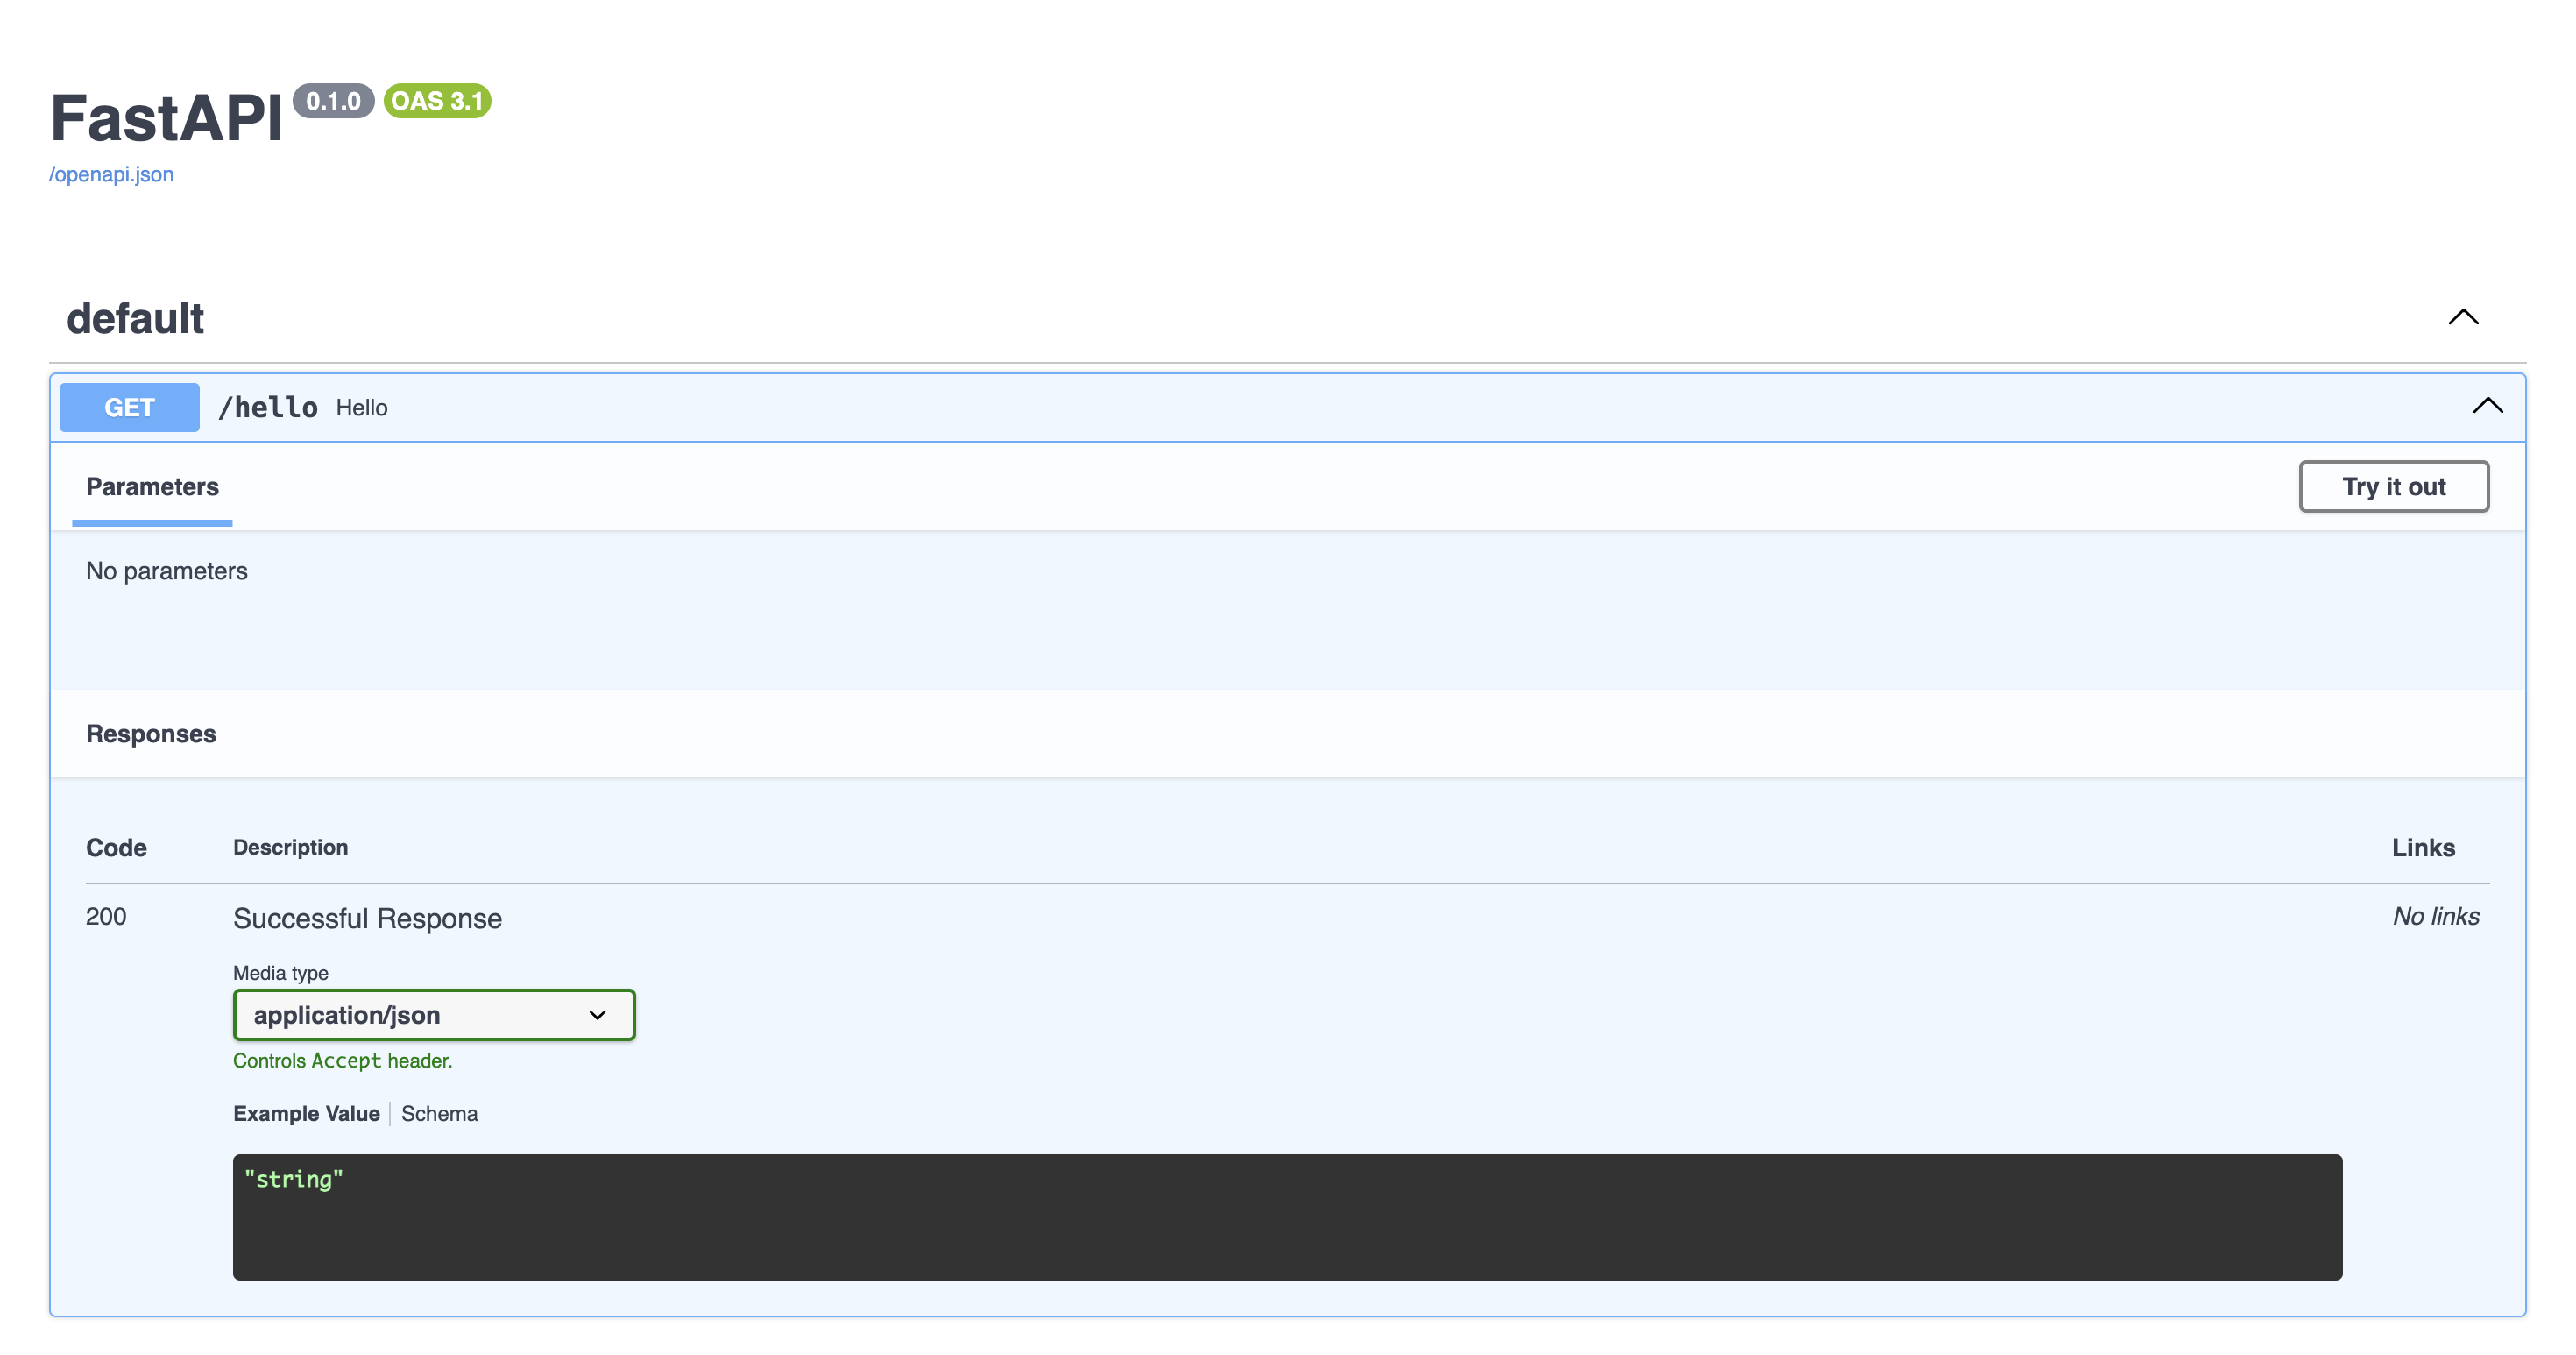 FastAPI 0.1.0 OAS 3.1
/openapi.json
default
GET /hello Hello
Parameters Try it out
No parameters
Responses
Code Description Links
200 Successful Response No links
Media type
application/json
Controls Accept header.
Example Value Schema
"string"